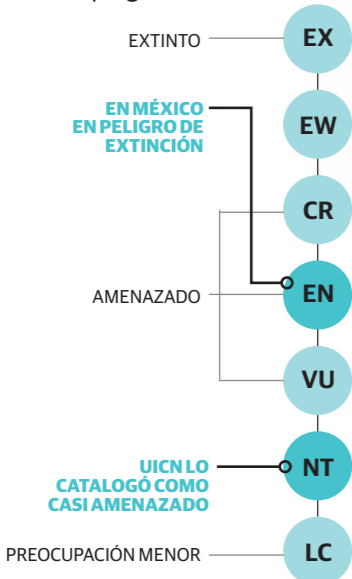 EXTINTO
EX
EN MÉXICO
EN PELIGRO DE
EXTINCIÓN
EW
CR
AMENAZADO
EN
VU
UICN LO
CATALOGÓ COMO
CASI AMENAZADO
NT
PREOCUPACIÓN MENOR
LC